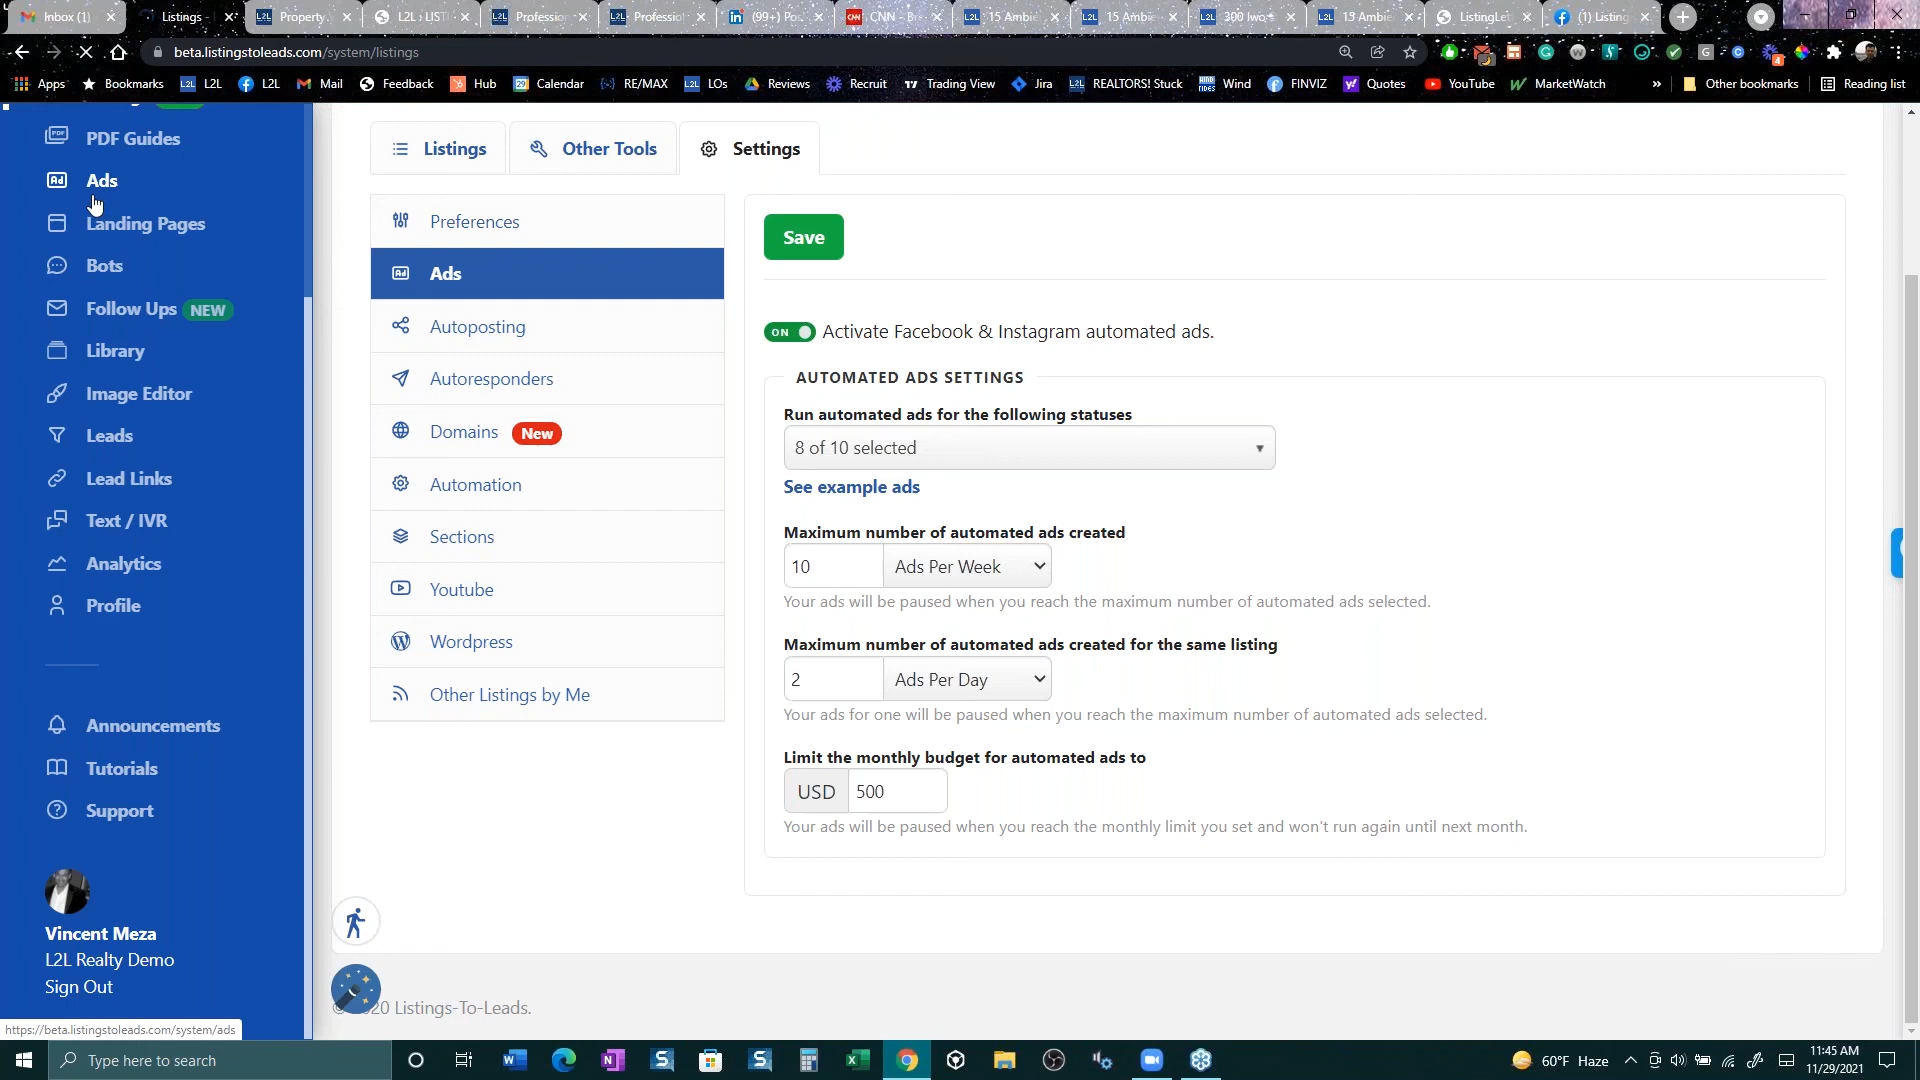 Inbox (1)
Listings -
Property
L2L : LIST
Profession
Professio
(99+) Pos
CNN - Bre
15 Ambie
15 Ambie
300 Iwo
13 Ambie
ListingLe
(1) Listing
beta.listingstoleads.com/system/listings
Apps
Bookmarks
L2L
L2L
Mail
Feedback
Hub
Calendar
RE/MAX
LOs
Reviews
Recruit
Trading View
Jira
REALTORS! Stuck
Wind
FINVIZ
Quotes
YouTube
MarketWatch
»
Other bookmarks
Reading list
PDF Guides
Ads
Landing Pages
Bots
Follow Ups NEW
Library
Image Editor
Leads
Lead Links
Text / IVR
Analytics
Profile
Announcements
Tutorials
Support
Vincent Meza
L2L Realty Demo
Sign Out
https://beta.listingstoleads.com/system/ads
Listings
Other Tools
Settings
Preferences
Ads
Autoposting
Autoresponders
Domains New
Automation
Sections
Youtube
Wordpress
Other Listings by Me
Save
ON Activate Facebook & Instagram automated ads.
AUTOMATED ADS SETTINGS
Run automated ads for the following statuses
8 of 10 selected
See example ads
Maximum number of automated ads created
10 Ads Per Week
Your ads will be paused when you reach the maximum number of automated ads selected.
Maximum number of automated ads created for the same listing
2 Ads Per Day
Your ads for one will be paused when you reach the maximum number of automated ads selected.
Limit the monthly budget for automated ads to
USD 500
Your ads will be paused when you reach the monthly limit you set and won't run again until next month.
20 Listings-To-Leads.
Type here to search
60°F Haze
11:45 AM
11/29/2021